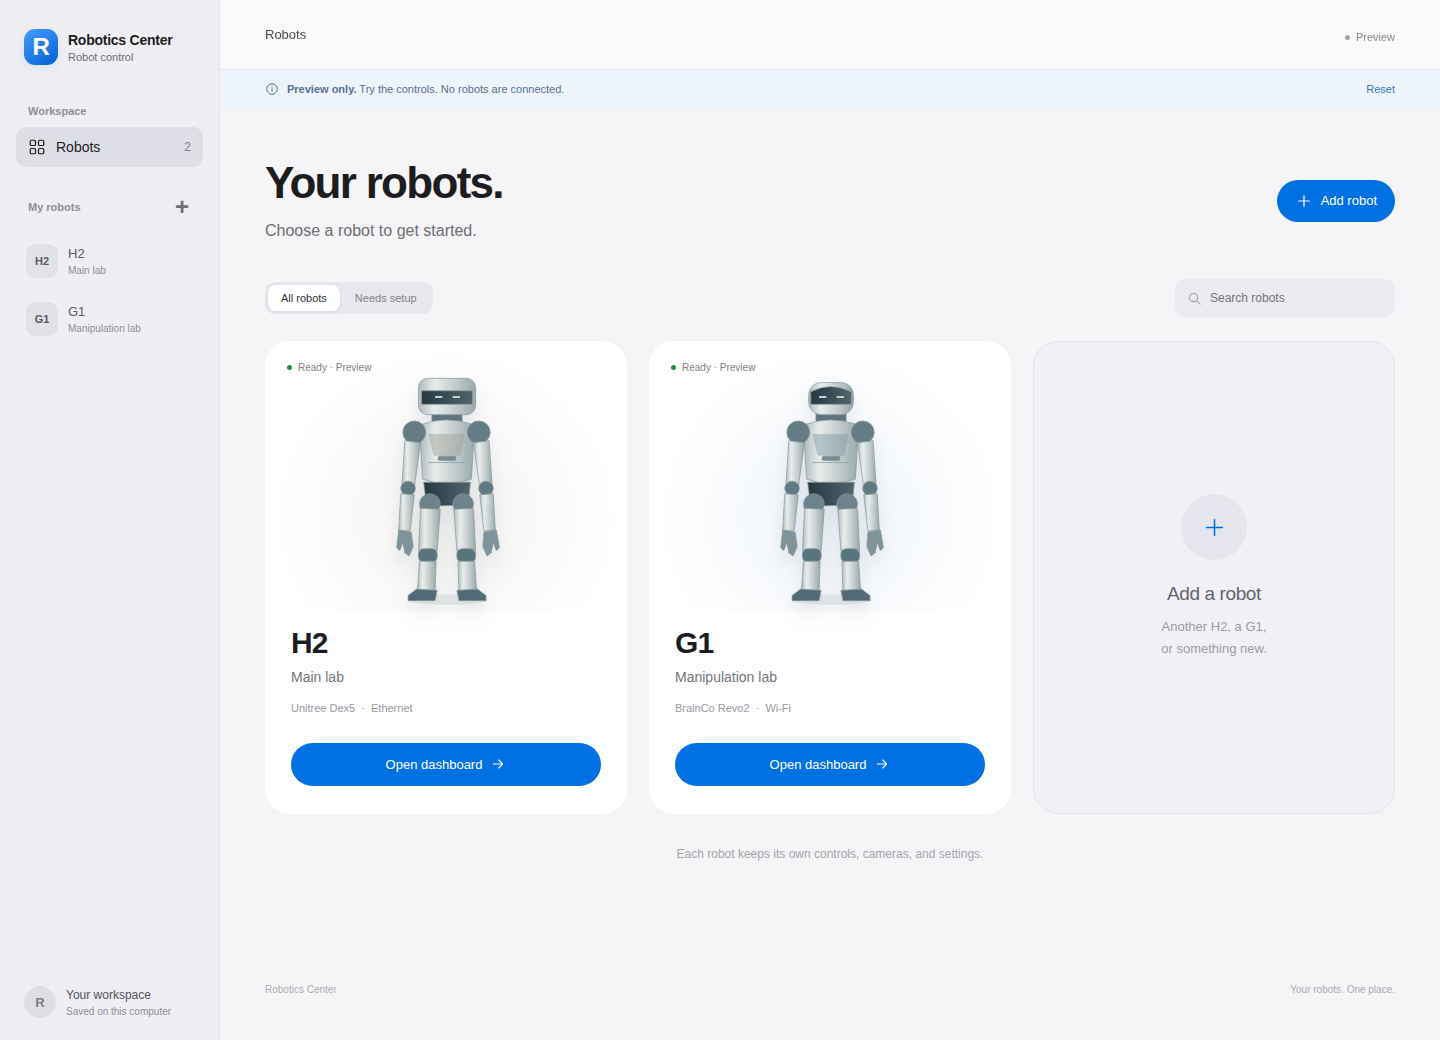 R
Robotics Center
Robot control
Workspace
Robots 2
My robots
H2
H2
Main lab
G1
G1
Manipulation lab
R
Your workspace
Saved on this computer
Robots
Preview
Preview only. Try the controls. No robots are connected.
Reset
Your robots.
Choose a robot to get started.
Add robot
All robots
Needs setup
Search robots
Ready · Preview
H2
Main lab
Unitree Dex5 · Ethernet
Open dashboard
Ready · Preview
G1
Manipulation lab
BrainCo Revo2 · Wi-Fi
Open dashboard
Add a robot
Another H2, a G1,
or something new.
Each robot keeps its own controls, cameras, and settings.
Robotics Center
Your robots. One place.